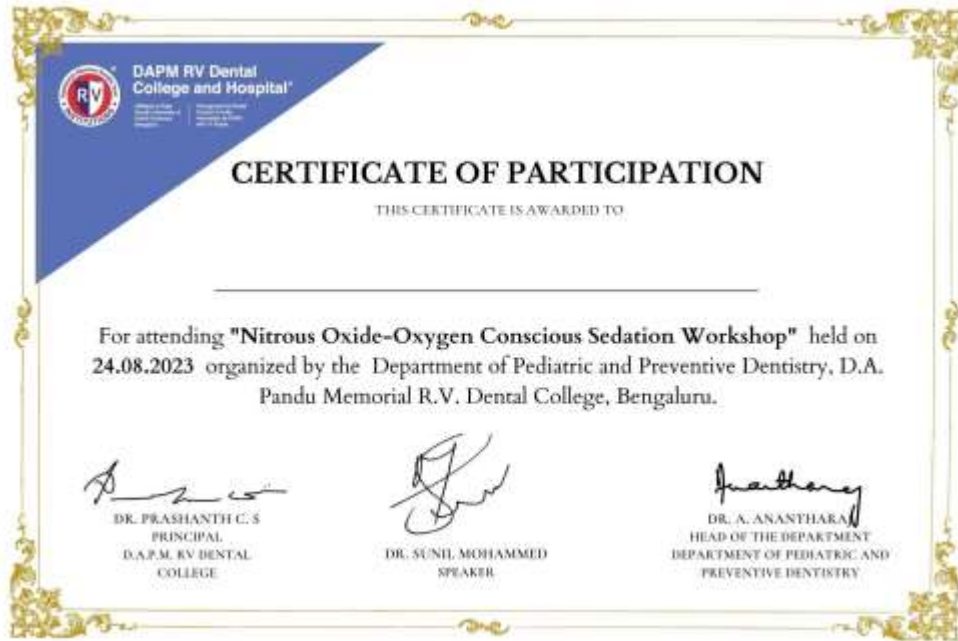 DAPM RV Dental
College and Hospital
RV
INSTITUTIONS
CERTIFICATE OF PARTICIPATION
THIS CERTIFICATE IS AWARDED TO
For attending "Nitrous Oxide-Oxygen Conscious Sedation Workshop" held on
24.08.2023 organized by the Department of Pediatric and Preventive Dentistry, D.A.
Pandu Memorial R.V. Dental College, Bengaluru.
DR. PRASHANTH C. S
PRINCIPAL
D.A.P.M. RV DENTAL
COLLEGE
DR. SUNIL MOHAMMED
SPEAKER
Ananthara
DR. A. ANANTHARAJ
HEAD OF THE DEPARTMENT
DEPARTMENT OF PEDIATRIC AND
PREVENTIVE DENTISTRY